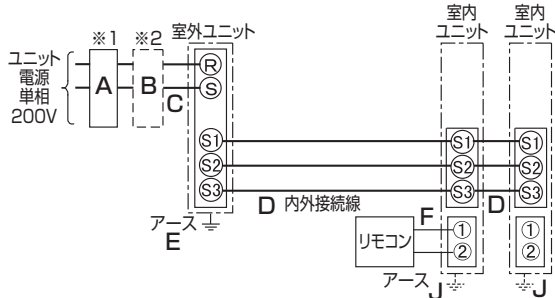 ※1
※2
室外ユニット
室内
ユニット
室内
ユニット
ユニット
電源
単相
200V
A
B
C
R
S
S1
S2
S3
S1
S2
S3
S1
S2
S3
D
内外接続線
D
アース
E
リモコン
F
①
②
①
②
アース
J
J